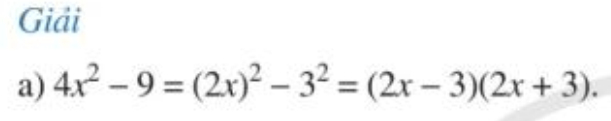 Giải
a) 4x² – 9 = (2x)² – 3² = (2x – 3)(2x + 3).